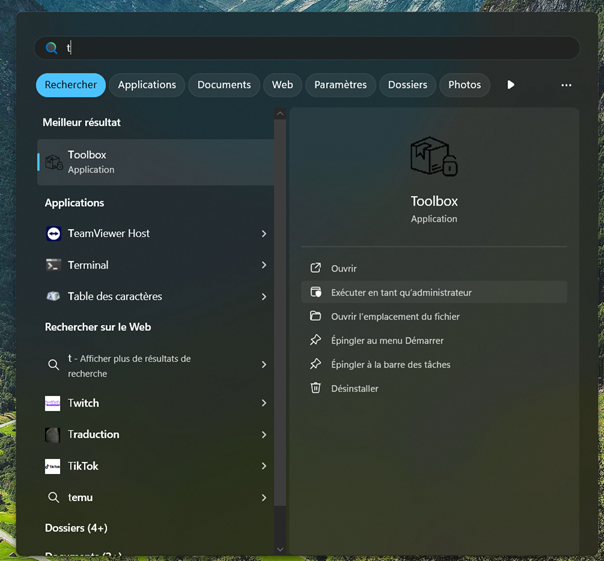 t
Rechercher
Applications
Documents
Web
Paramètres
Dossiers
Photos
Meilleur résultat
Toolbox
Application
Applications
TeamViewer Host
Terminal
Table des caractères
Rechercher sur le Web
t - Afficher plus de résultats de
recherche
Twitch
Traduction
TikTok
temu
Dossiers (4+)
Toolbox
Application
Ouvrir
Exécuter en tant qu'administrateur
Ouvrir l'emplacement du fichier
Épingler au menu Démarrer
Épingler à la barre des tâches
Désinstaller